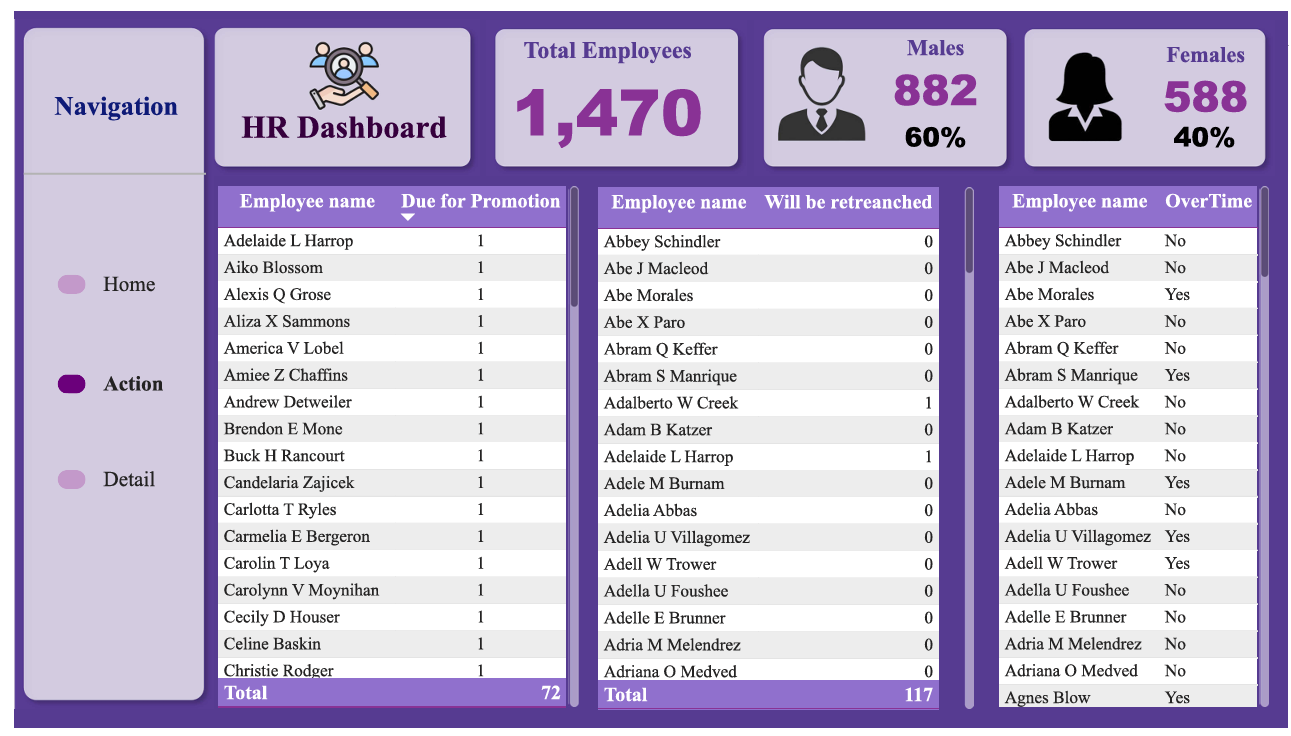 Navigation
Home
Action
Detail
HR Dashboard
Total Employees
1,470
Males
882
60%
Females
588
40%
Employee name Due for Promotion
Adelaide L Harrop 1
Aiko Blossom 1
Alexis Q Grose 1
Aliza X Sammons 1
America V Lobel 1
Amiee Z Chaffins 1
Andrew Detweiler 1
Brendon E Mone 1
Buck H Rancourt 1
Candelaria Zajicek 1
Carlotta T Ryles 1
Carmelia E Bergeron 1
Carolin T Loya 1
Carolynn V Moynihan 1
Cecily D Houser 1
Celine Baskin 1
Christie Rodger 1
Total 72
Employee name Will be retreanched
Abbey Schindler 0
Abe J Macleod 0
Abe Morales 0
Abe X Paro 0
Abram Q Keffer 0
Abram S Manrique 0
Adalberto W Creek 1
Adam B Katzer 0
Adelaide L Harrop 1
Adele M Burnam 0
Adelia Abbas 0
Adelia U Villagomez 0
Adell W Trower 0
Adella U Foushee 0
Adelle E Brunner 0
Adria M Melendrez 0
Adriana O Medved 0
Total 117
Employee name OverTime
Abbey Schindler No
Abe J Macleod No
Abe Morales Yes
Abe X Paro No
Abram Q Keffer No
Abram S Manrique Yes
Adalberto W Creek No
Adam B Katzer No
Adelaide L Harrop No
Adele M Burnam Yes
Adelia Abbas No
Adelia U Villagomez Yes
Adell W Trower Yes
Adella U Foushee No
Adelle E Brunner No
Adria M Melendrez No
Adriana O Medved No
Agnes Blow Yes